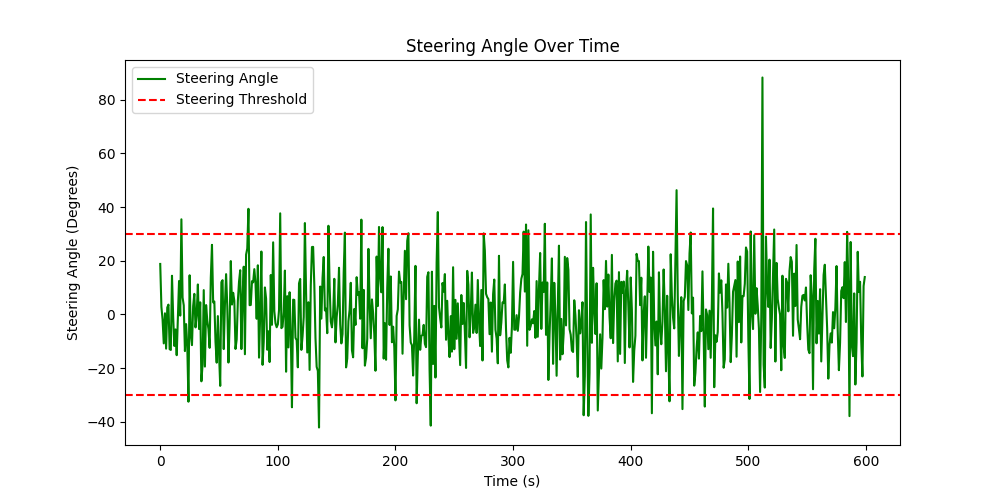 Steering Angle Over Time
Steering Angle
Steering Threshold
Steering Angle (Degrees)
80
60
40
20
0
−20
−40
0 100 200 300 400 500 600
Time (s)